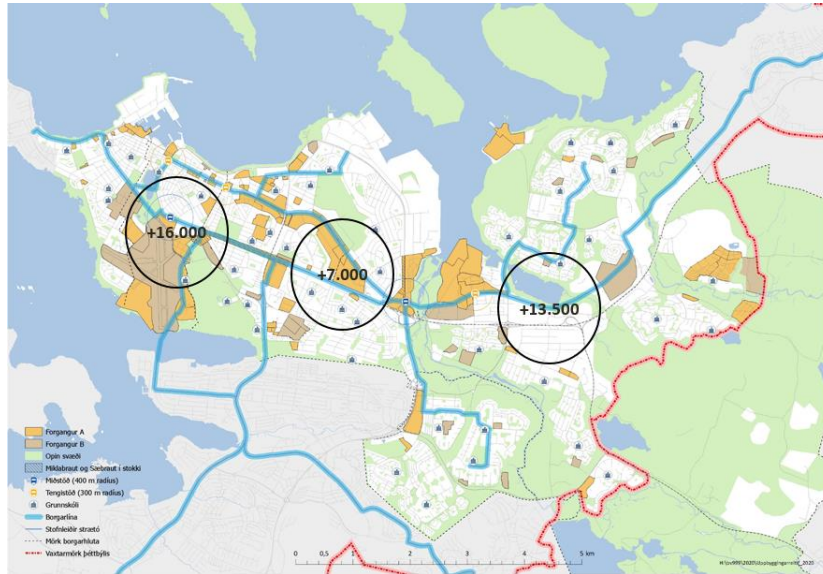 +16.000
+7.000
+13.500
Forgangur A
Forgangur B
Opin svæði
Miklabraut og Sæbraut í stokki
Miðstöð (400 m radíus)
Tengistöð (300 m radíus)
Grunnskóli
Borgarlína
Stofnleiðir strætó
Mörk borgarhluta
Vaxtarmörk þéttbýlis
0 0,5 1 2 3 4 5 km